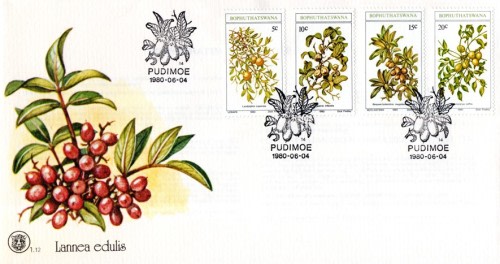 BOPHUTHATSWANA
5c
BOPHUTHATSWANA
10c
BOPHUTHATSWANA
15c
BOPHUTHATSWANA
20c
PUDIMOE
1980-06-04
PUDIMOE
1980-06-04
PUDIMOE
1980-06-04
T.12
Lannea edulis